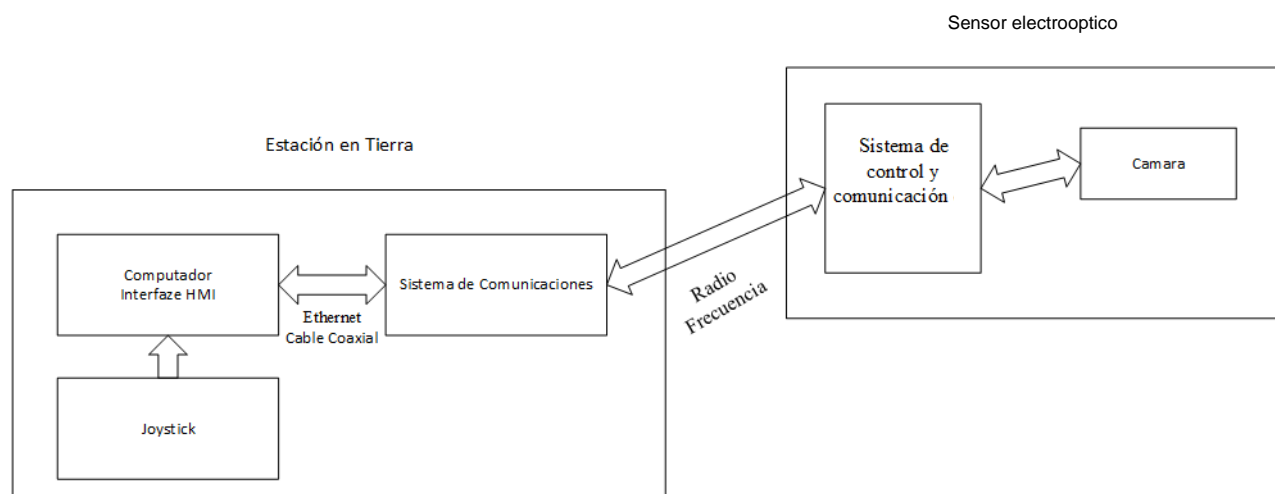 Sensor electrooptico
Estación en Tierra
Sistema de
control y
comunicación
Camara
Computador
Interfaze HMI
Ethernet
Cable Coaxial
Sistema de Comunicaciones
Radio
Frecuencia
Joystick